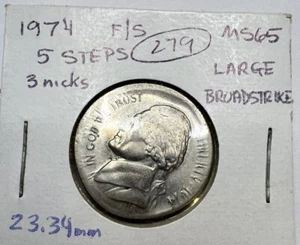 1974 F/S 279 MS65
5 STEPS LARGE
3 nicks BROADSTRIKE
IN GOD WE TRUST
LIBERTY 1974
23.34mm